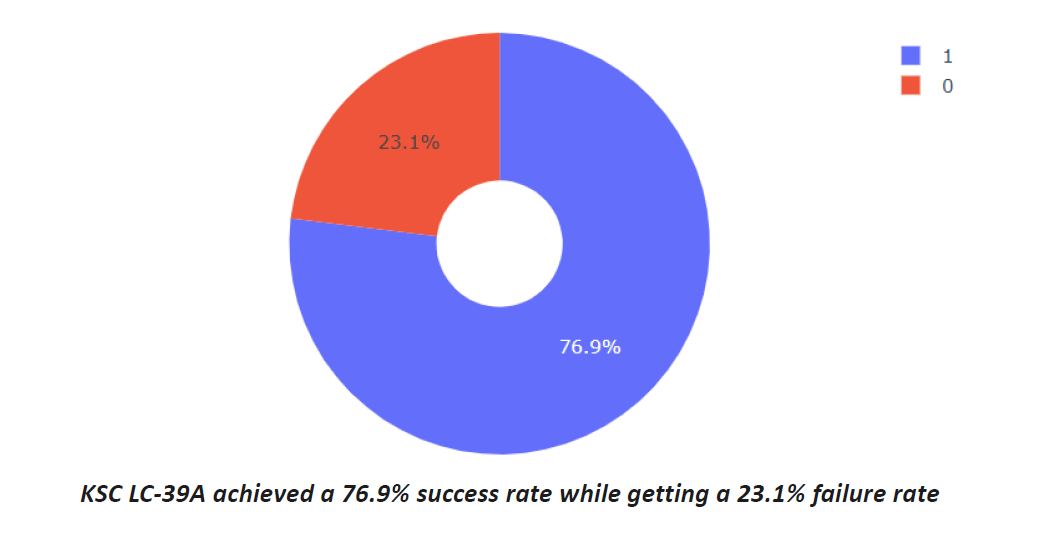 1
0
23.1%
76.9%
KSC LC-39A achieved a 76.9% success rate while getting a 23.1% failure rate